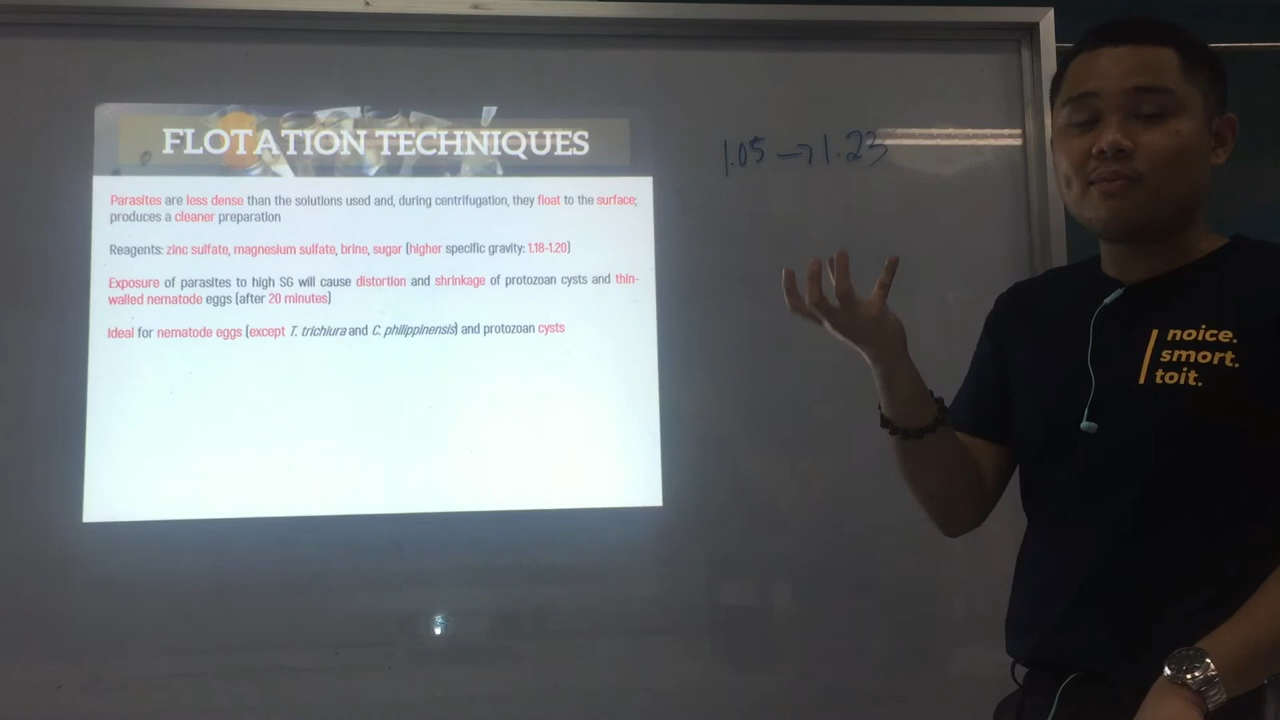 FLOTATION TECHNIQUES
Parasites are less dense than the solutions used and, during centrifugation, they float to the surface;
produces a cleaner preparation
Reagents: zinc sulfate, magnesium sulfate, brine, sugar (higher specific gravity: 1.18-1.20)
Exposure of parasites to high SG will cause distortion and shrinkage of protozoan cysts and thin-
walled nematode eggs (after 20 minutes)
Ideal for nematode eggs (except T. trichiura and C. philippinensis) and protozoan cysts
1.05 → 1.23
noice.
smort.
toit.